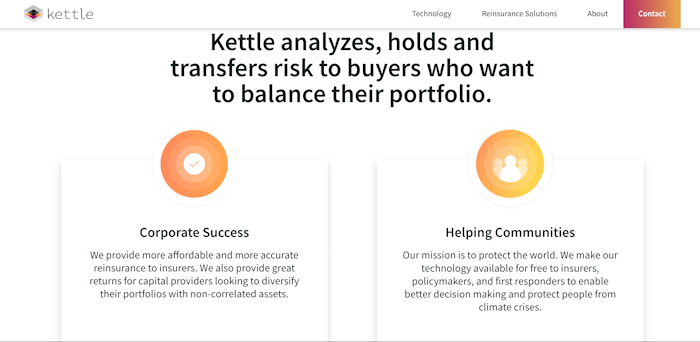 kettle
Technology
Reinsurance Solutions
About
Contact
Kettle analyzes, holds and
transfers risk to buyers who want
to balance their portfolio.
Corporate Success
We provide more affordable and more accurate
reinsurance to insurers. We also provide great
returns for capital providers looking to diversify
their portfolios with non-correlated assets.
Helping Communities
Our mission is to protect the world. We make our
technology available for free to insurers,
policymakers, and first responders to enable
better decision making and protect people from
climate crises.